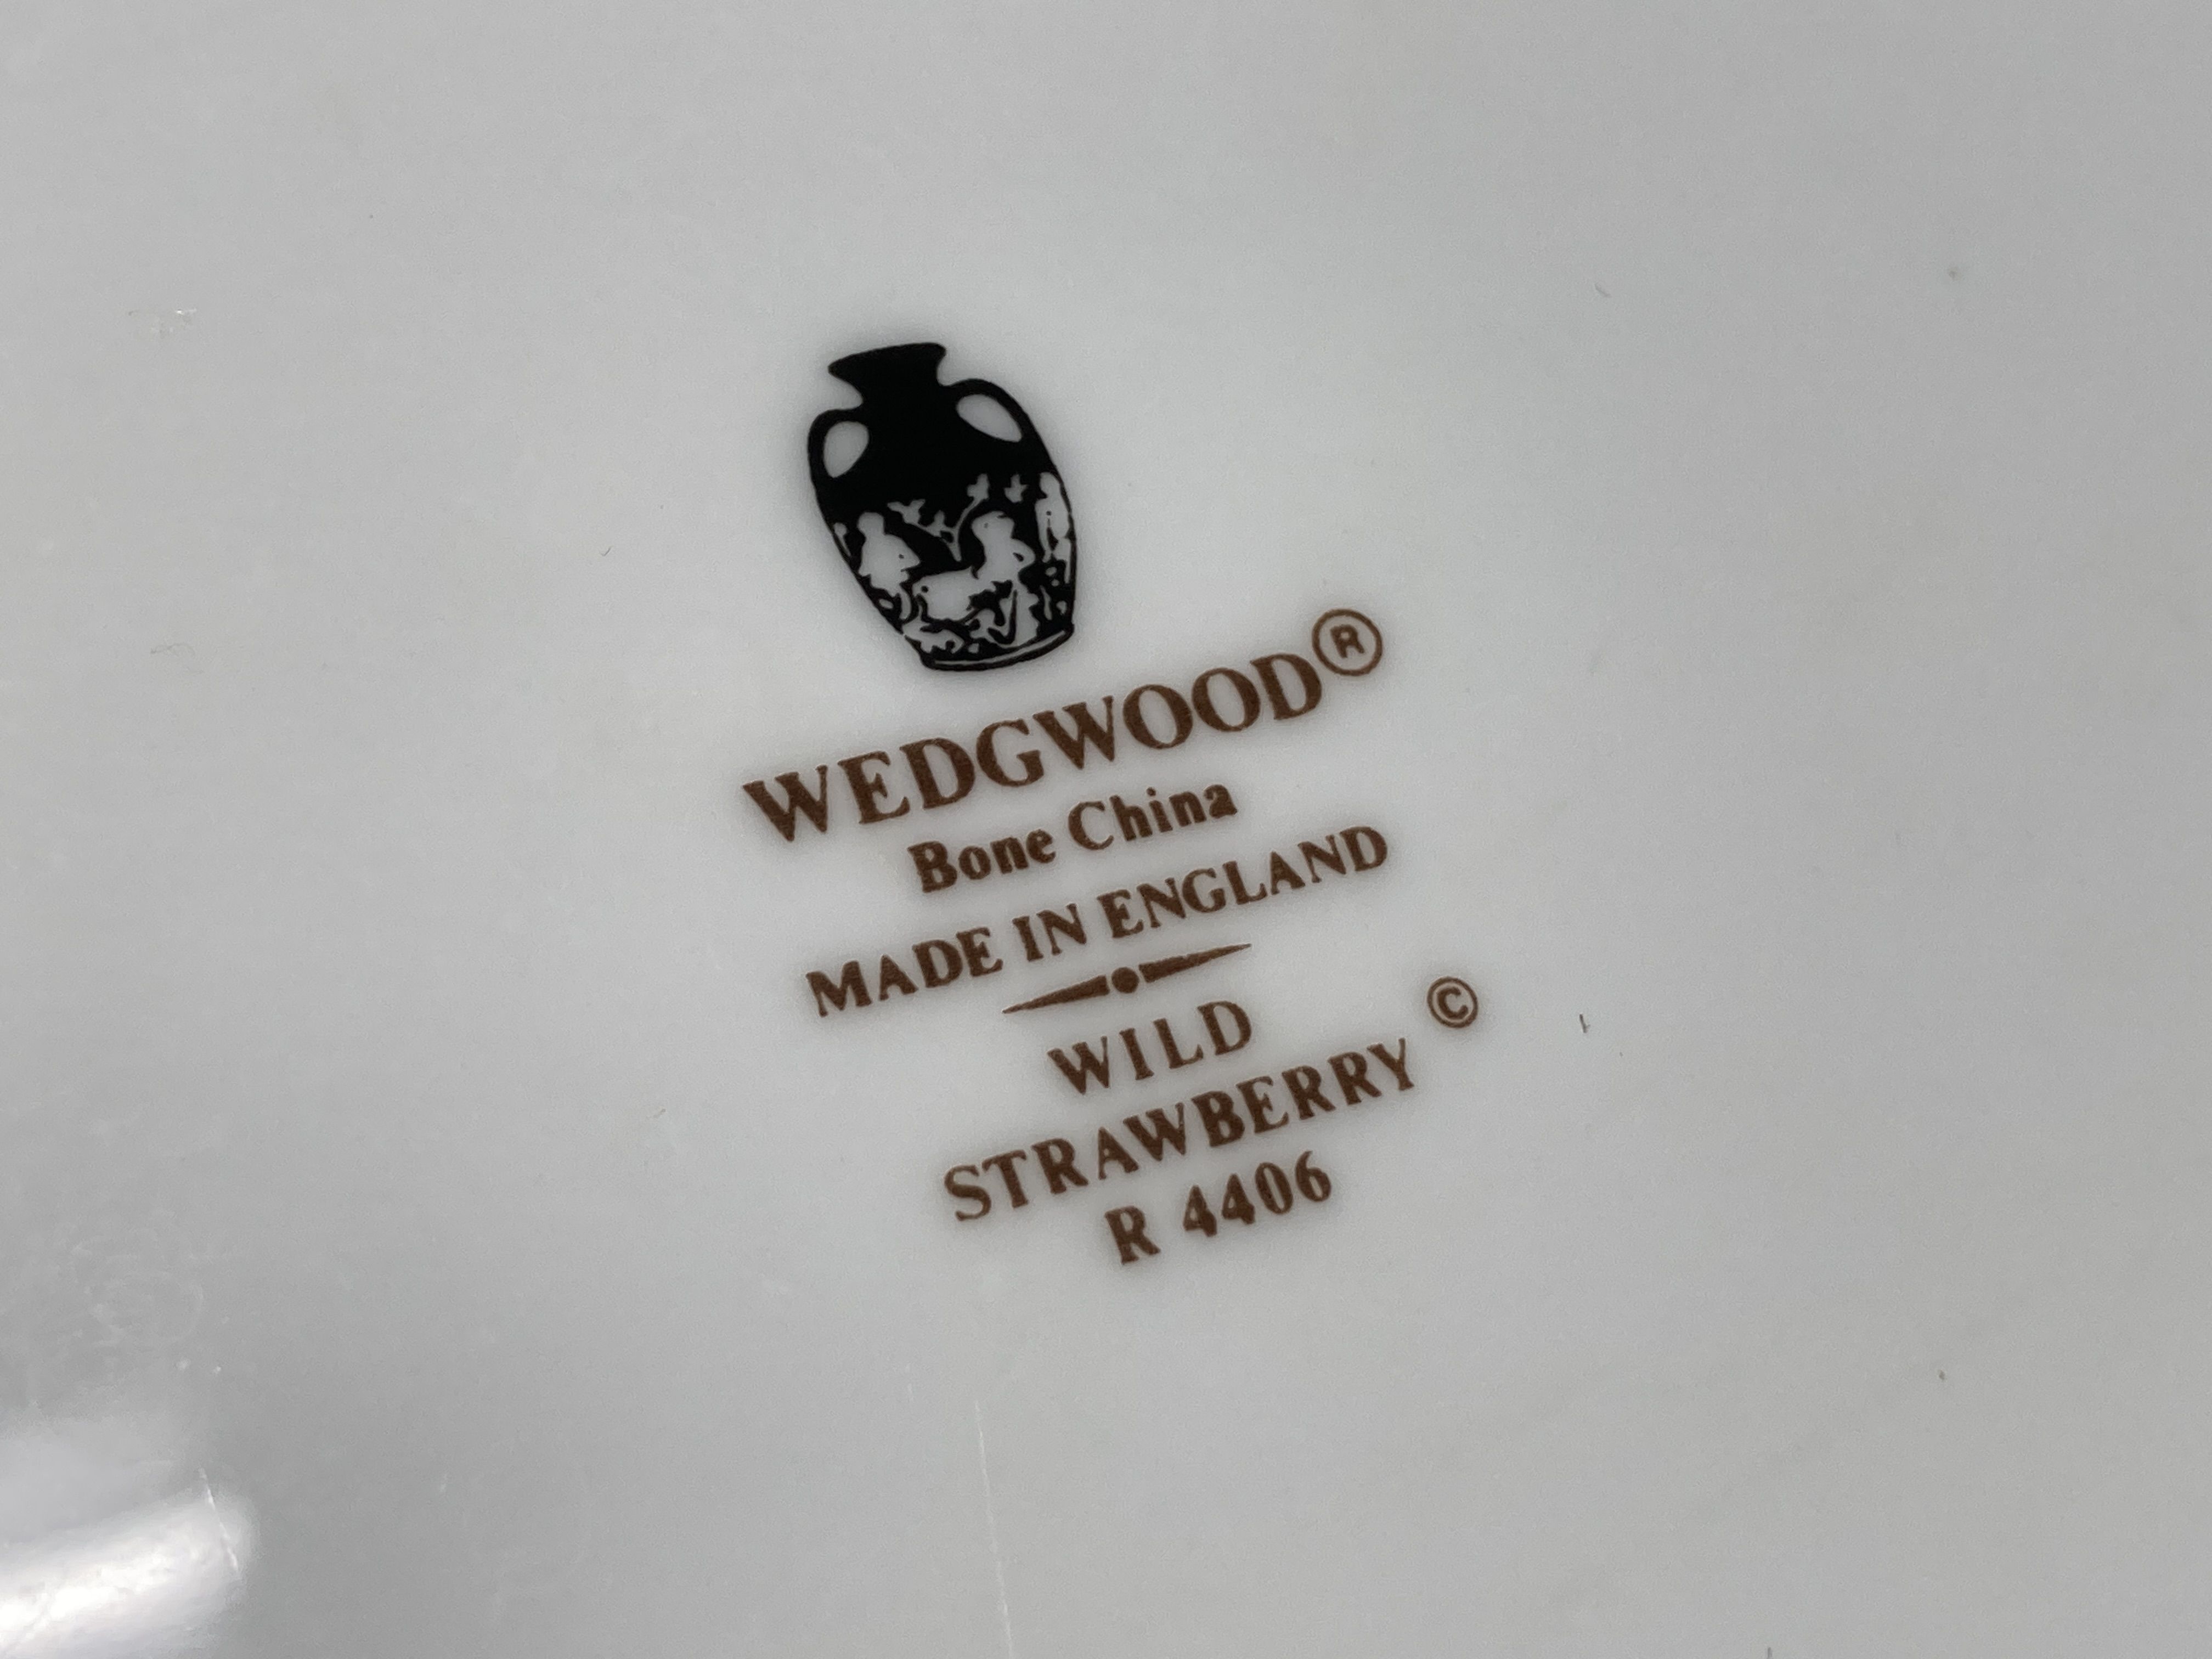 WEDGWOOD®
Bone China
MADE IN ENGLAND
WILD
STRAWBERRY ©
R 4406